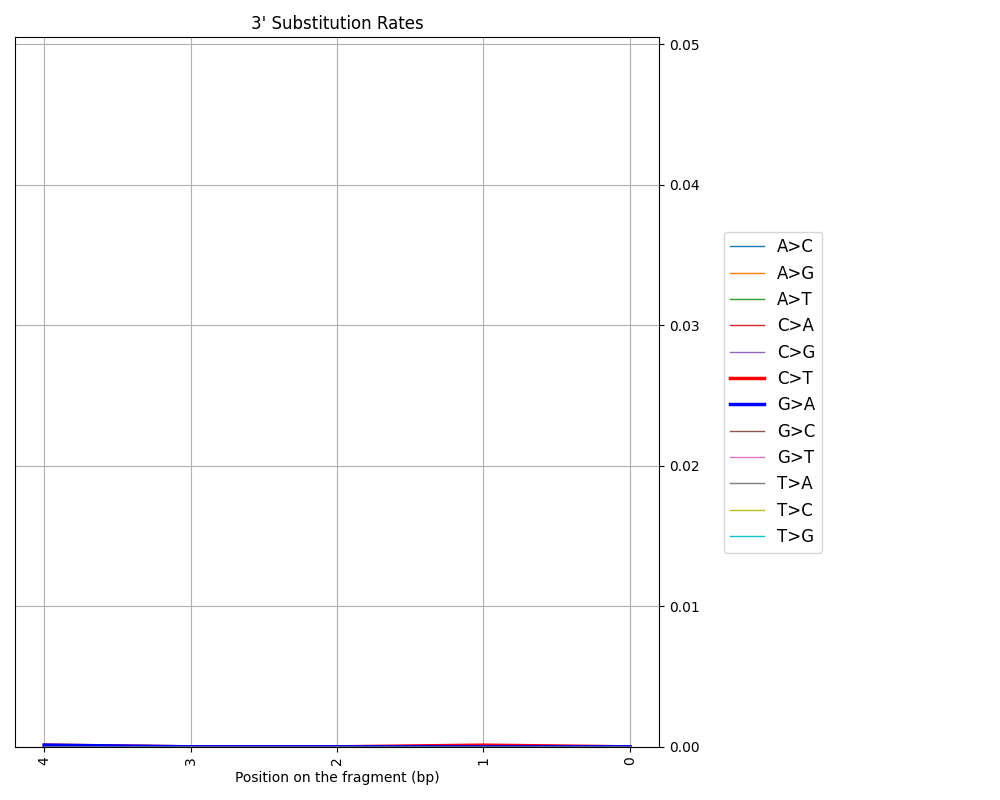 3' Substitution Rates
0.05
0.04
0.03
0.02
0.01
0.00
4 3 2 1 0
Position on the fragment (bp)
A>C
A>G
A>T
C>A
C>G
C>T
G>A
G>C
G>T
T>A
T>C
T>G